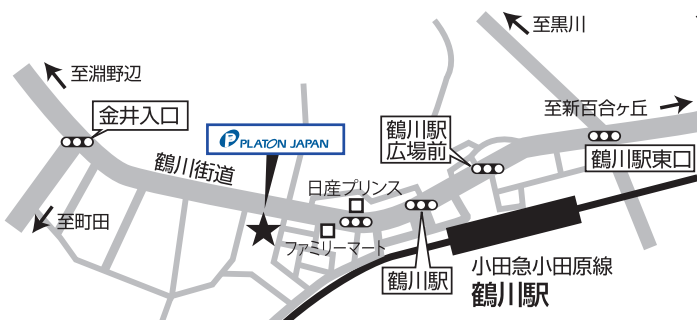 至黒川
至淵野辺
至新百合ヶ丘
金井入口
鶴川駅
広場前
PLATON JAPAN
鶴川駅東口
鶴川街道
日産プリンス
至町田
ファミリーマート
鶴川駅
小田急小田原線
鶴川駅